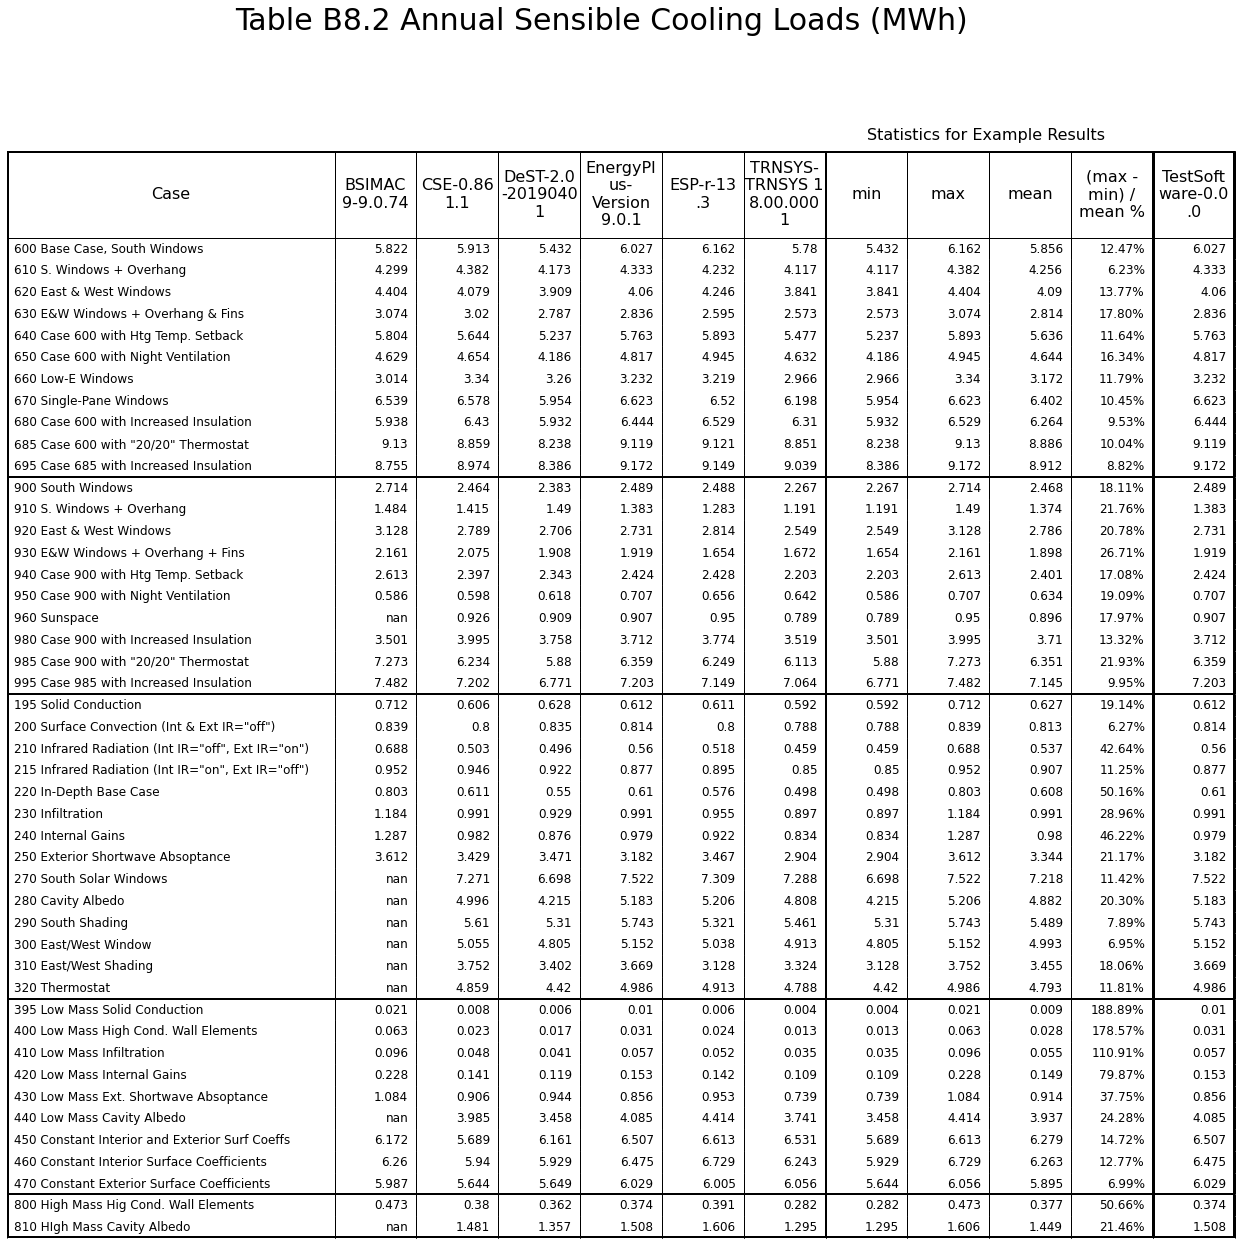 Table B8.2 Annual Sensible Cooling Loads (MWh)
Statistics for Example Results
Case BSIMAC 9-9.0.74 CSE-0.86 1.1 DeST-2.0 -2019040 1 EnergyPl us- Version 9.0.1 ESP-r-13 .3 TRNSYS- TRNSYS 1 8.00.000 1 min max mean (max - min) / mean % TestSoft ware-0.0 .0
600 Base Case, South Windows 5.822 5.913 5.432 6.027 6.162 5.78 5.432 6.162 5.856 12.47% 6.027
610 S. Windows + Overhang 4.299 4.382 4.173 4.333 4.232 4.117 4.117 4.382 4.256 6.23% 4.333
620 East & West Windows 4.404 4.079 3.909 4.06 4.246 3.841 3.841 4.404 4.09 13.77% 4.06
630 E&W Windows + Overhang & Fins 3.074 3.02 2.787 2.836 2.595 2.573 2.573 3.074 2.814 17.80% 2.836
640 Case 600 with Htg Temp. Setback 5.804 5.644 5.237 5.763 5.893 5.477 5.237 5.893 5.636 11.64% 5.763
650 Case 600 with Night Ventilation 4.629 4.654 4.186 4.817 4.945 4.632 4.186 4.945 4.644 16.34% 4.817
660 Low-E Windows 3.014 3.34 3.26 3.232 3.219 2.966 2.966 3.34 3.172 11.79% 3.232
670 Single-Pane Windows 6.539 6.578 5.954 6.623 6.52 6.198 5.954 6.623 6.402 10.45% 6.623
680 Case 600 with Increased Insulation 5.938 6.43 5.932 6.444 6.529 6.31 5.932 6.529 6.264 9.53% 6.444
685 Case 600 with "20/20" Thermostat 9.13 8.859 8.238 9.119 9.121 8.851 8.238 9.13 8.886 10.04% 9.119
695 Case 685 with Increased Insulation 8.755 8.974 8.386 9.172 9.149 9.039 8.386 9.172 8.912 8.82% 9.172
900 South Windows 2.714 2.464 2.383 2.489 2.488 2.267 2.267 2.714 2.468 18.11% 2.489
910 S. Windows + Overhang 1.484 1.415 1.49 1.383 1.283 1.191 1.191 1.49 1.374 21.76% 1.383
920 East & West Windows 3.128 2.789 2.706 2.731 2.814 2.549 2.549 3.128 2.786 20.78% 2.731
930 E&W Windows + Overhang + Fins 2.161 2.075 1.908 1.919 1.654 1.672 1.654 2.161 1.898 26.71% 1.919
940 Case 900 with Htg Temp. Setback 2.613 2.397 2.343 2.424 2.428 2.203 2.203 2.613 2.401 17.08% 2.424
950 Case 900 with Night Ventilation 0.586 0.598 0.618 0.707 0.656 0.642 0.586 0.707 0.634 19.09% 0.707
960 Sunspace nan 0.926 0.909 0.907 0.95 0.789 0.789 0.95 0.896 17.97% 0.907
980 Case 900 with Increased Insulation 3.501 3.995 3.758 3.712 3.774 3.519 3.501 3.995 3.71 13.32% 3.712
985 Case 900 with "20/20" Thermostat 7.273 6.234 5.88 6.359 6.249 6.113 5.88 7.273 6.351 21.93% 6.359
995 Case 985 with Increased Insulation 7.482 7.202 6.771 7.203 7.149 7.064 6.771 7.482 7.145 9.95% 7.203
195 Solid Conduction 0.712 0.606 0.628 0.612 0.611 0.592 0.592 0.712 0.627 19.14% 0.612
200 Surface Convection (Int & Ext IR="off") 0.839 0.8 0.835 0.814 0.8 0.788 0.788 0.839 0.813 6.27% 0.814
210 Infrared Radiation (Int IR="off", Ext IR="on") 0.688 0.503 0.496 0.56 0.518 0.459 0.459 0.688 0.537 42.64% 0.56
215 Infrared Radiation (Int IR="on", Ext IR="off") 0.952 0.946 0.922 0.877 0.895 0.85 0.85 0.952 0.907 11.25% 0.877
220 In-Depth Base Case 0.803 0.611 0.55 0.61 0.576 0.498 0.498 0.803 0.608 50.16% 0.61
230 Infiltration 1.184 0.991 0.929 0.991 0.955 0.897 0.897 1.184 0.991 28.96% 0.991
240 Internal Gains 1.287 0.982 0.876 0.979 0.922 0.834 0.834 1.287 0.98 46.22% 0.979
250 Exterior Shortwave Absoptance 3.612 3.429 3.471 3.182 3.467 2.904 2.904 3.612 3.344 21.17% 3.182
270 South Solar Windows nan 7.271 6.698 7.522 7.309 7.288 6.698 7.522 7.218 11.42% 7.522
280 Cavity Albedo nan 4.996 4.215 5.183 5.206 4.808 4.215 5.206 4.882 20.30% 5.183
290 South Shading nan 5.61 5.31 5.743 5.321 5.461 5.31 5.743 5.489 7.89% 5.743
300 East/West Window nan 5.055 4.805 5.152 5.038 4.913 4.805 5.152 4.993 6.95% 5.152
310 East/West Shading nan 3.752 3.402 3.669 3.128 3.324 3.128 3.752 3.455 18.06% 3.669
320 Thermostat nan 4.859 4.42 4.986 4.913 4.788 4.42 4.986 4.793 11.81% 4.986
395 Low Mass Solid Conduction 0.021 0.008 0.006 0.01 0.006 0.004 0.004 0.021 0.009 188.89% 0.01
400 Low Mass High Cond. Wall Elements 0.063 0.023 0.017 0.031 0.024 0.013 0.013 0.063 0.028 178.57% 0.031
410 Low Mass Infiltration 0.096 0.048 0.041 0.057 0.052 0.035 0.035 0.096 0.055 110.91% 0.057
420 Low Mass Internal Gains 0.228 0.141 0.119 0.153 0.142 0.109 0.109 0.228 0.149 79.87% 0.153
430 Low Mass Ext. Shortwave Absoptance 1.084 0.906 0.944 0.856 0.953 0.739 0.739 1.084 0.914 37.75% 0.856
440 Low Mass Cavity Albedo nan 3.985 3.458 4.085 4.414 3.741 3.458 4.414 3.937 24.28% 4.085
450 Constant Interior and Exterior Surf Coeffs 6.172 5.689 6.161 6.507 6.613 6.531 5.689 6.613 6.279 14.72% 6.507
460 Constant Interior Surface Coefficients 6.26 5.94 5.929 6.475 6.729 6.243 5.929 6.729 6.263 12.77% 6.475
470 Constant Exterior Surface Coefficients 5.987 5.644 5.649 6.029 6.005 6.056 5.644 6.056 5.895 6.99% 6.029
800 High Mass Hig Cond. Wall Elements 0.473 0.38 0.362 0.374 0.391 0.282 0.282 0.473 0.377 50.66% 0.374
810 HIgh Mass Cavity Albedo nan 1.481 1.357 1.508 1.606 1.295 1.295 1.606 1.449 21.46% 1.508